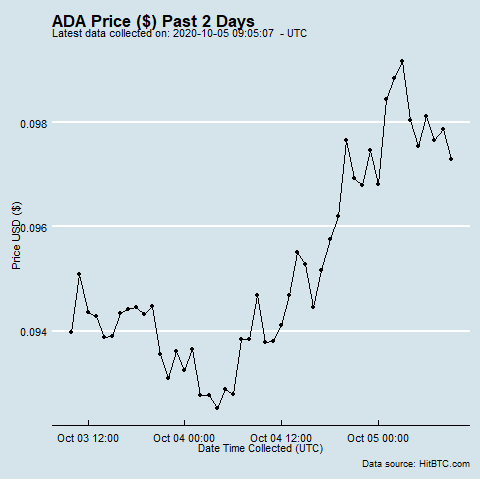 ADA Price ($) Past 2 Days
Latest data collected on: 2020-10-05 09:05:07 - UTC
Price USD ($)
0.098
0.096
0.094
Oct 03 12:00 Oct 04 00:00 Oct 04 12:00 Oct 05 00:00
Date Time Collected (UTC)
Data source: HitBTC.com